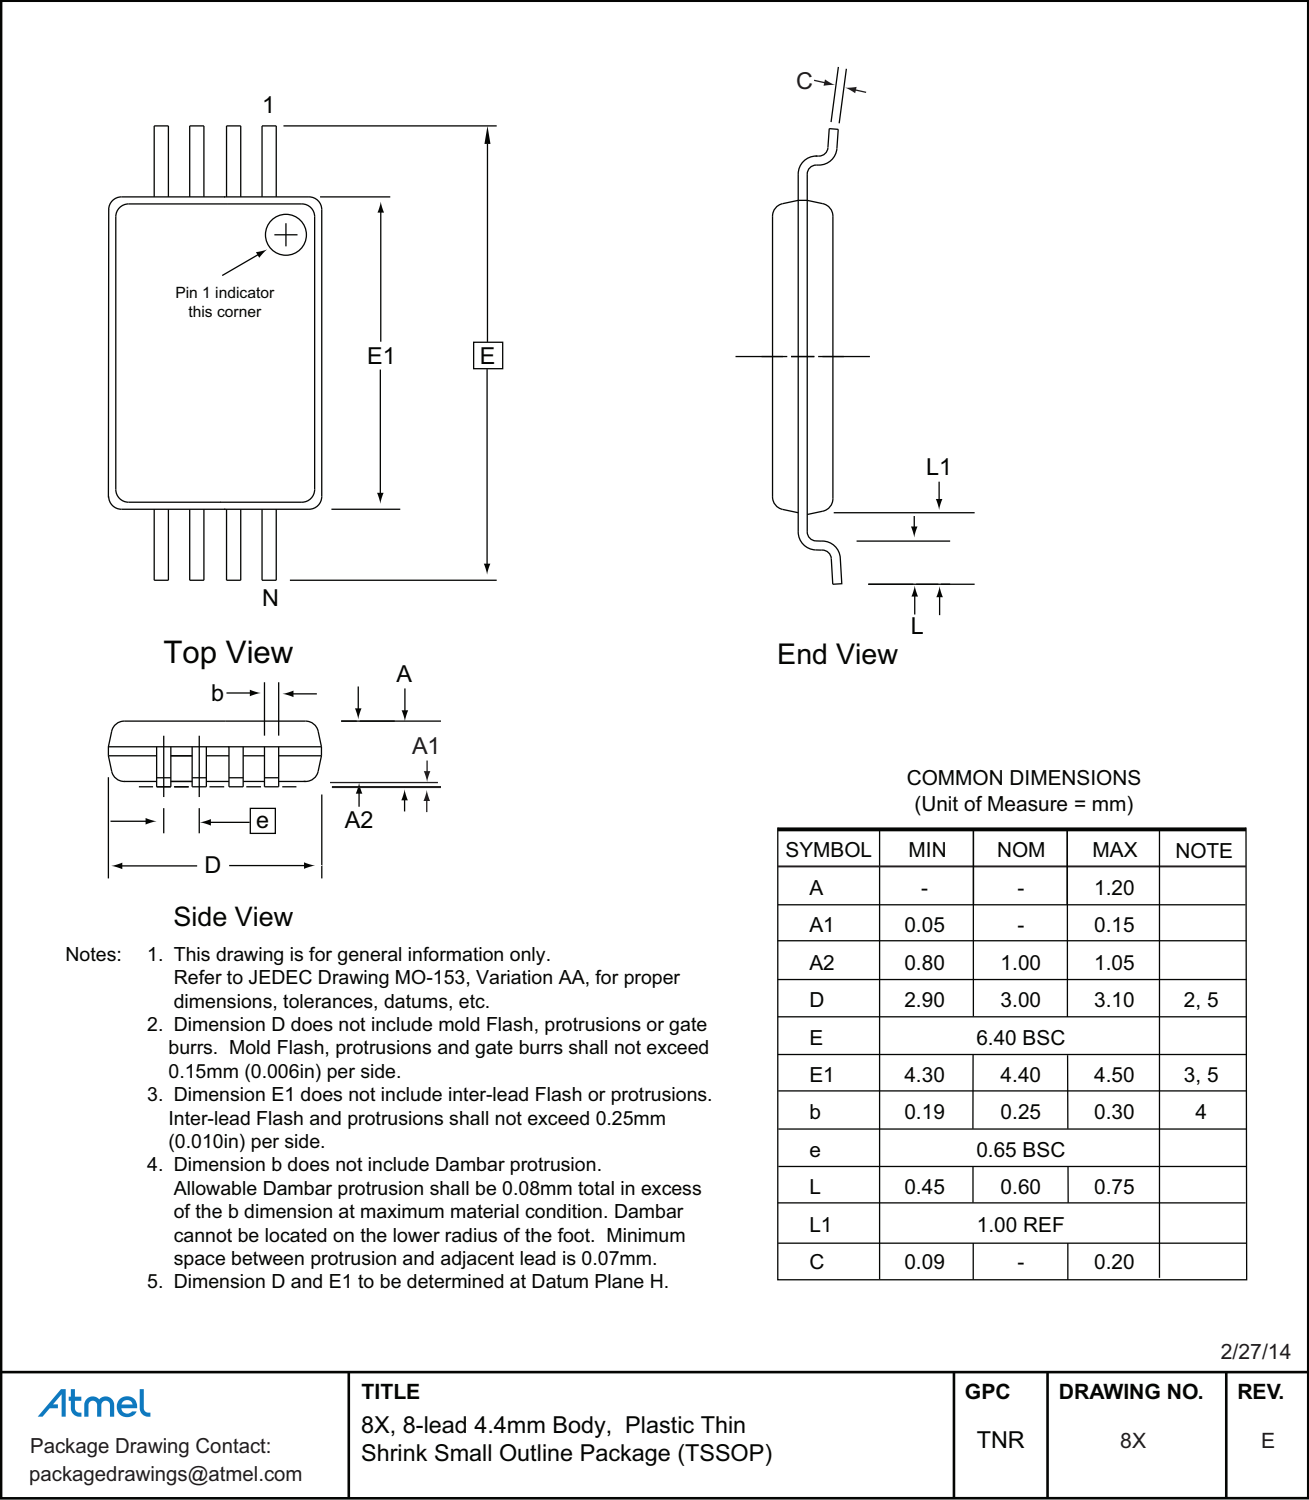 1
C
Pin 1 indicator
this corner
E1
E
L1
N
L
Top View
End View
b
A
A1
e
A2
D
Side View
COMMON DIMENSIONS
(Unit of Measure = mm)
SYMBOL MIN NOM MAX NOTE
A - - 1.20
A1 0.05 - 0.15
A2 0.80 1.00 1.05
D 2.90 3.00 3.10 2, 5
E 6.40 BSC
E1 4.30 4.40 4.50 3, 5
b 0.19 0.25 0.30 4
e 0.65 BSC
L 0.45 0.60 0.75
L1 1.00 REF
C 0.09 - 0.20
Notes: 1. This drawing is for general information only.
Refer to JEDEC Drawing MO-153, Variation AA, for proper
dimensions, tolerances, datums, etc.
2. Dimension D does not include mold Flash, protrusions or gate
burrs. Mold Flash, protrusions and gate burrs shall not exceed
0.15mm (0.006in) per side.
3. Dimension E1 does not include inter-lead Flash or protrusions.
Inter-lead Flash and protrusions shall not exceed 0.25mm
(0.010in) per side.
4. Dimension b does not include Dambar protrusion.
Allowable Dambar protrusion shall be 0.08mm total in excess
of the b dimension at maximum material condition. Dambar
cannot be located on the lower radius of the foot. Minimum
space between protrusion and adjacent lead is 0.07mm.
5. Dimension D and E1 to be determined at Datum Plane H.
2/27/14
Atmel
Package Drawing Contact:
packagedrawings@atmel.com
TITLE
8X, 8-lead 4.4mm Body, Plastic Thin
Shrink Small Outline Package (TSSOP)
GPC
TNR
DRAWING NO.
8X
REV.
E